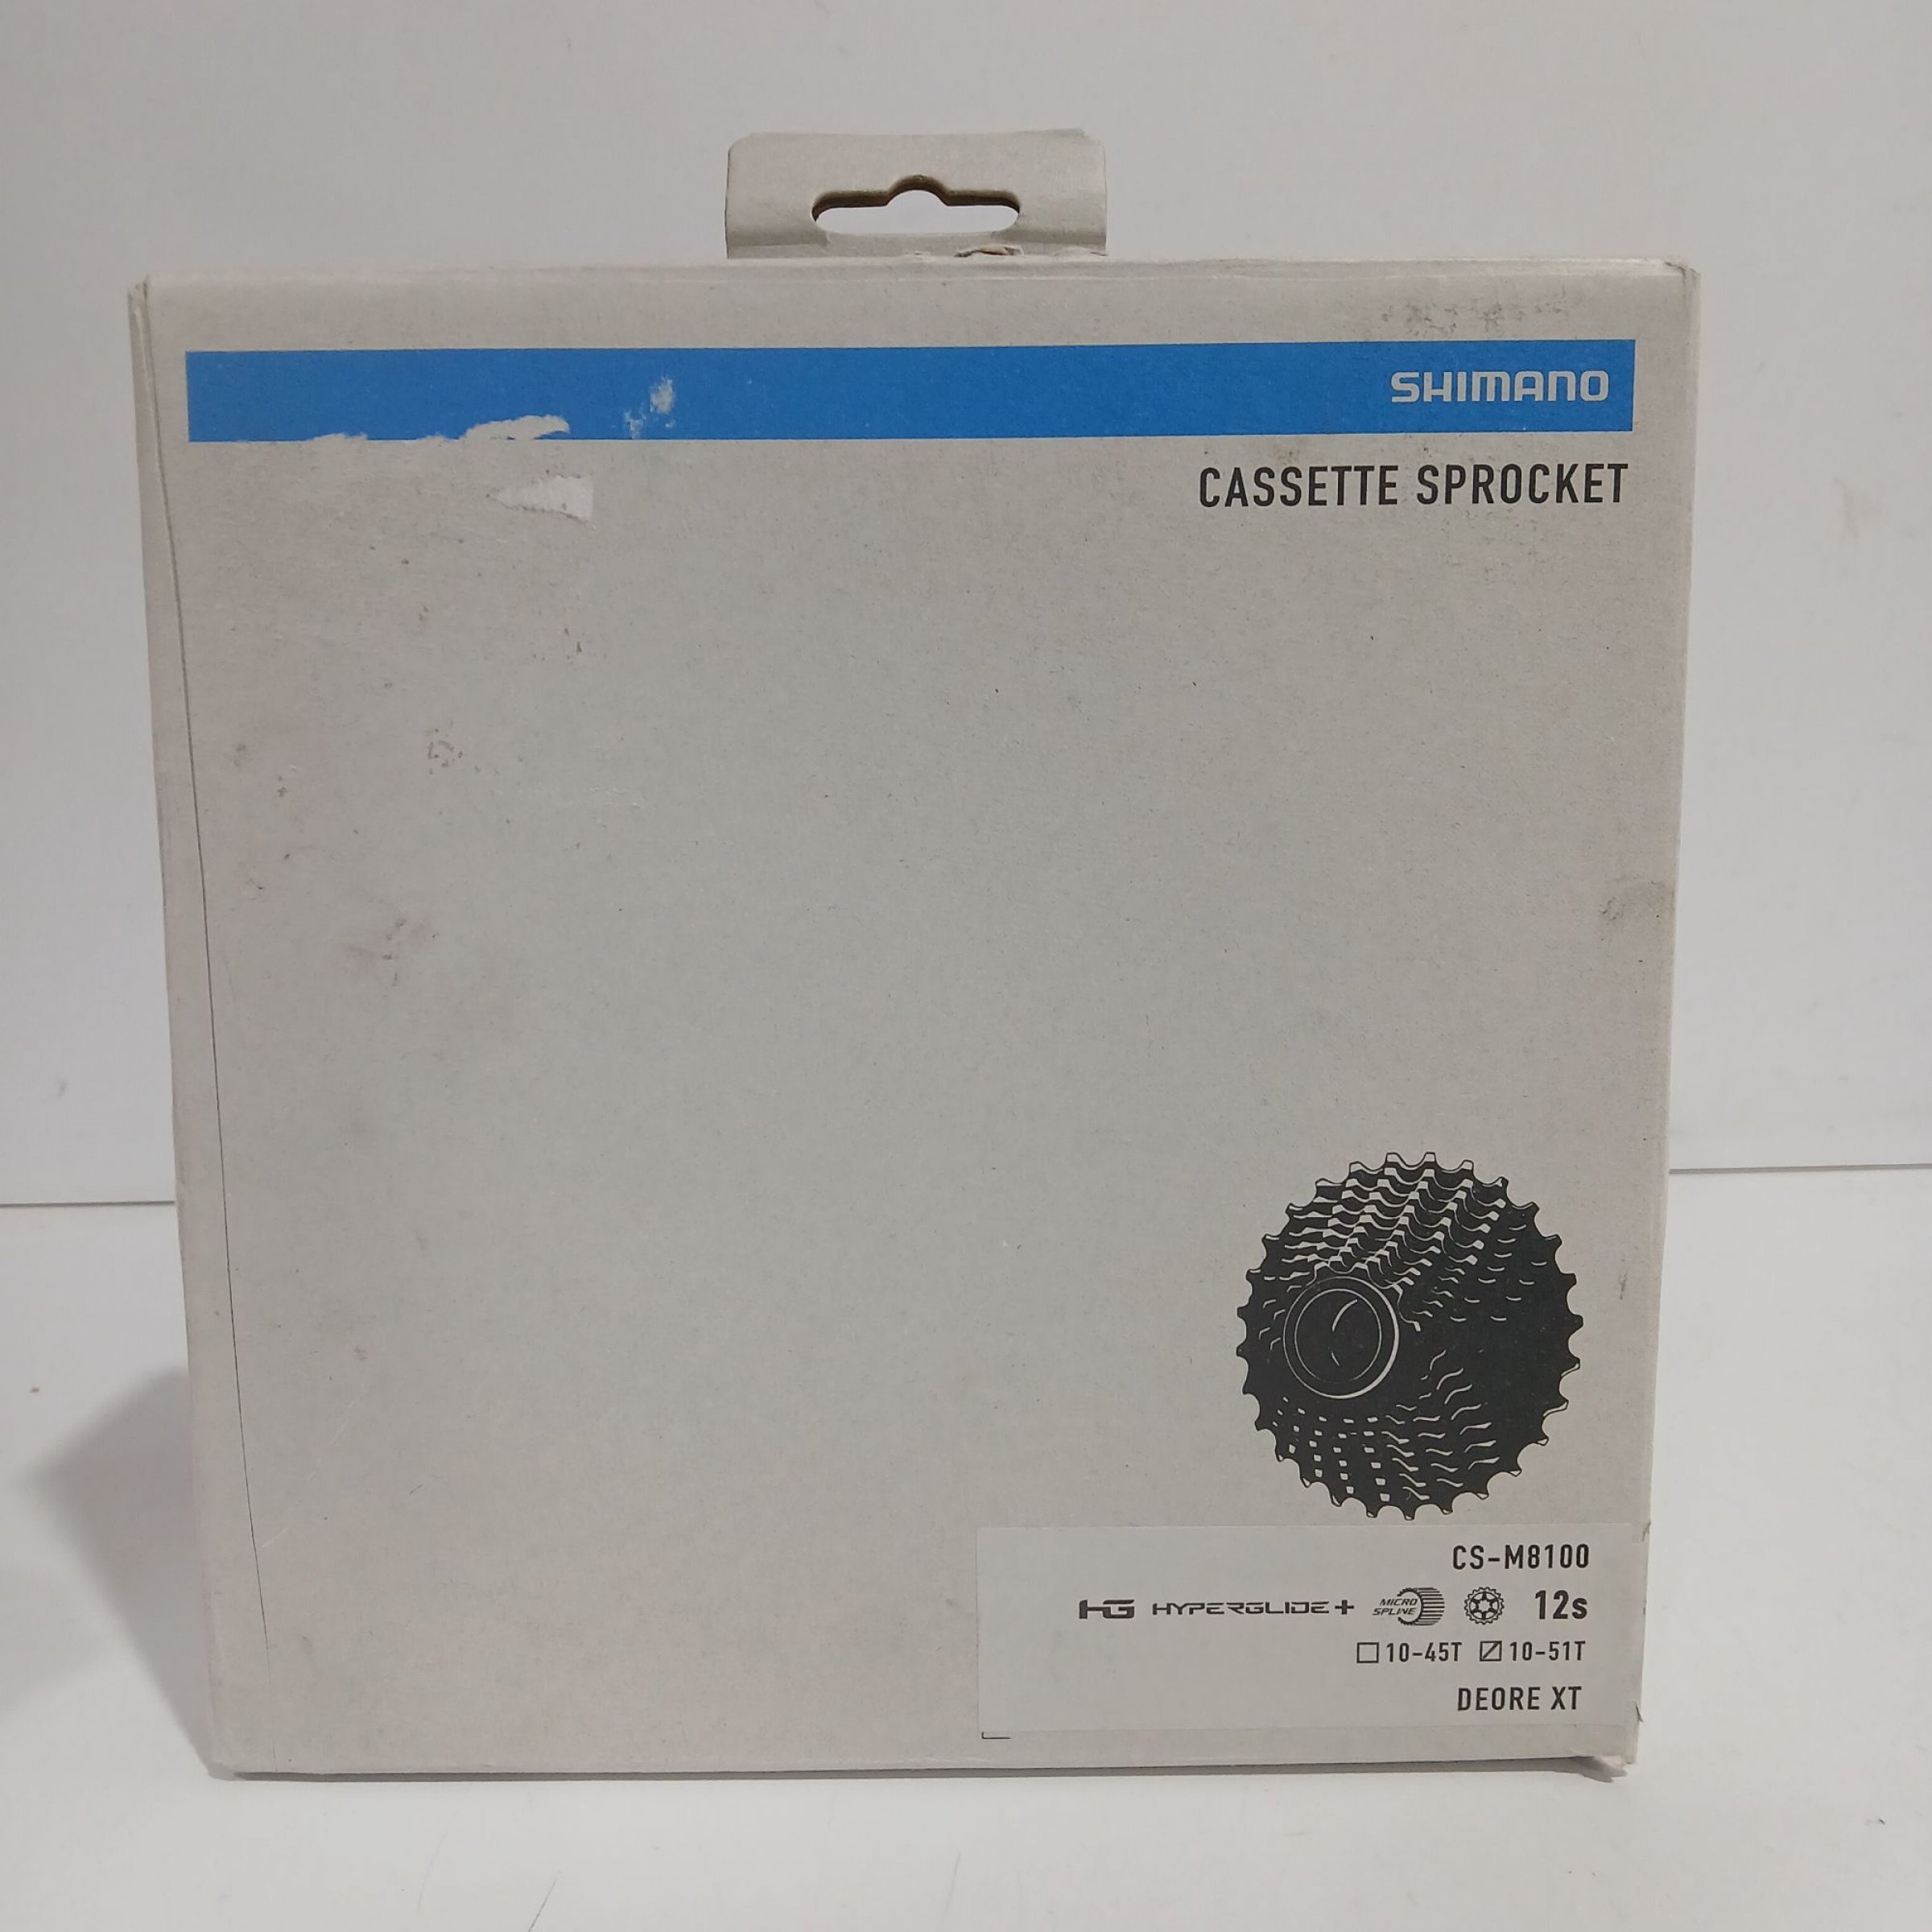 SHIMANO
CASSETTE SPROCKET
CS-M8100
HG HYPERGLIDE+ MICRO SPLINE 12s
10-45T 10-51T
DEORE XT